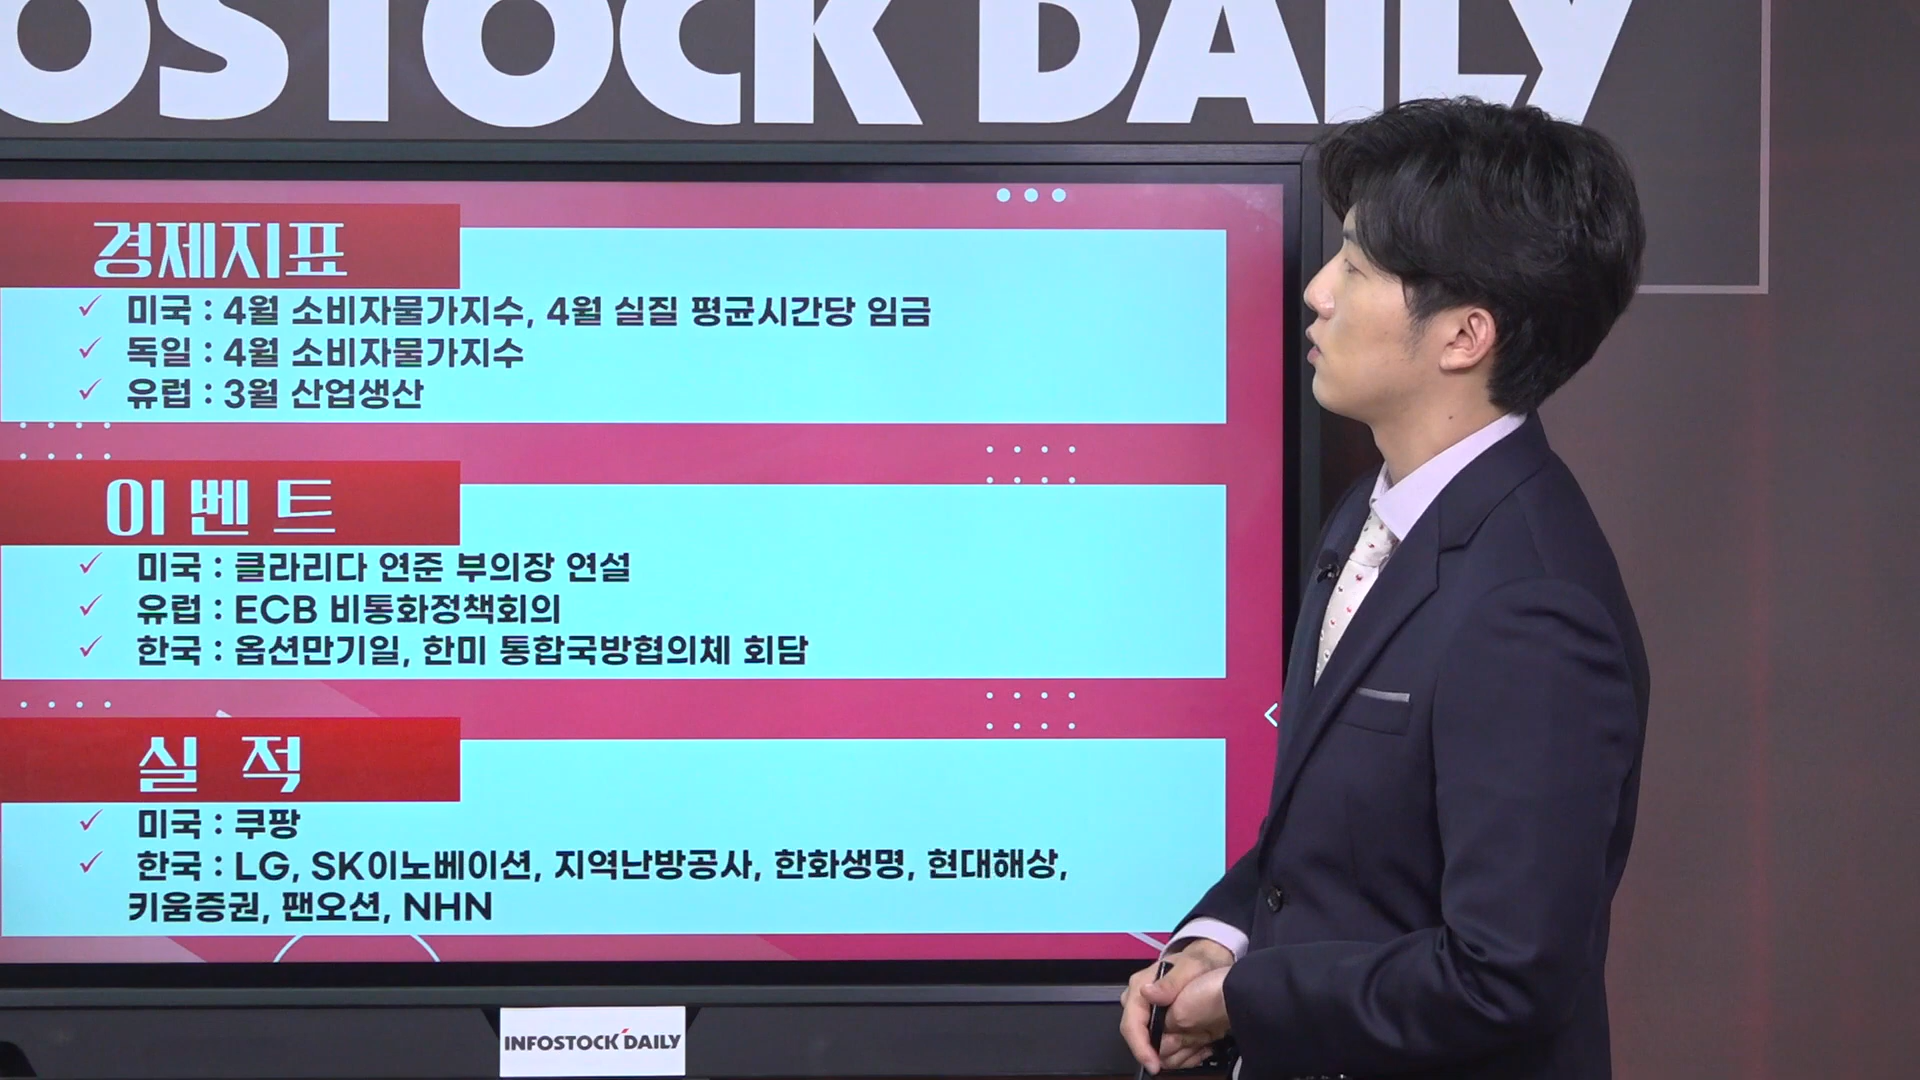 OSTOCK DAILY
경제지표
미국 : 4월 소비자물가지수, 4월 실질 평균시간당 임금
독일 : 4월 소비자물가지수
유럽 : 3월 산업생산
이벤트
미국 : 클라리다 연준 부의장 연설
유럽 : ECB 비통화정책회의
한국 : 옵션만기일, 한미 통합국방협의체 회담
실적
미국 : 쿠팡
한국 : LG, SK이노베이션, 지역난방공사, 한화생명, 현대해상,
키움증권, 팬오션, NHN
INFOSTOCK DAILY